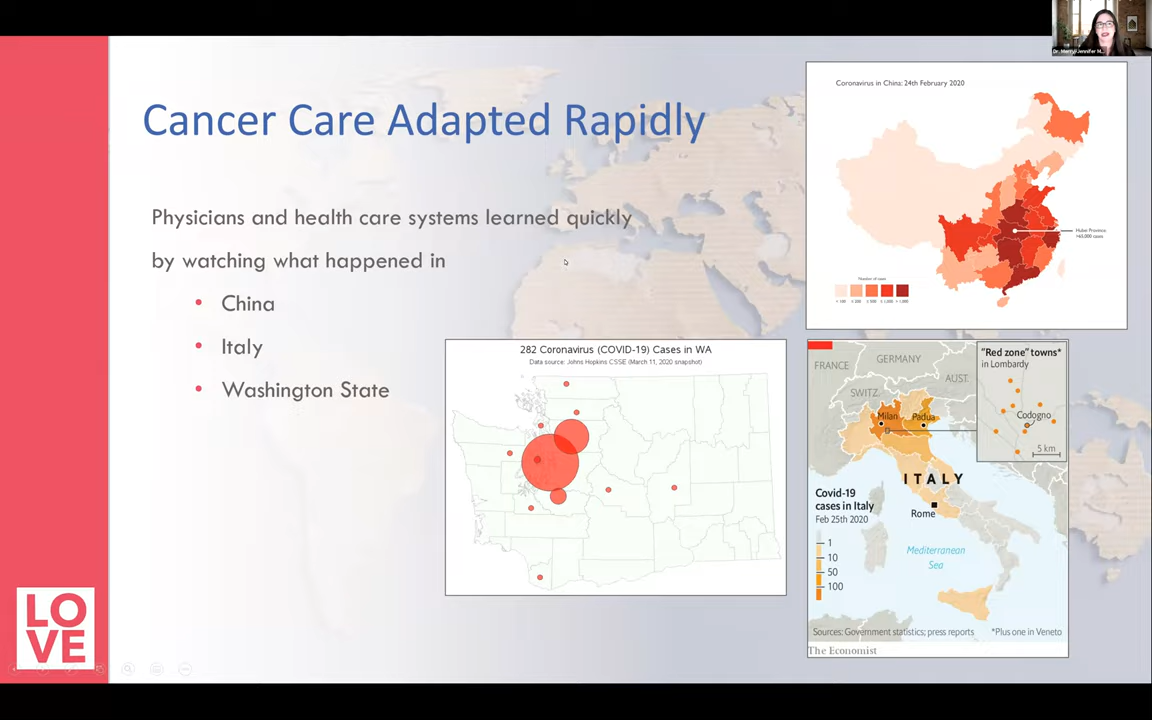 Cancer Care Adapted Rapidly
Physicians and health care systems learned quickly
by watching what happened in
• China
• Italy
• Washington State
LO
VE
282 Coronavirus (COVID-19) Cases in WA
Data source: Johns Hopkins CSSE (March 11, 2020 snapshot)
Coronavirus in China: 24th February 2020
Hubei Province
Number of cases
"Red zone" towns*
in Lombardy
Codogno
5 km
FRANCE
GERMANY
SWITZ.
AUST.
Milan
Padua
ITALY
Rome
Covid-19
cases in Italy
Feb 25th 2020
1
10
50
100
Mediterranean
Sea
Sources: Government statistics; press reports
*Plus one in Veneto
The Economist